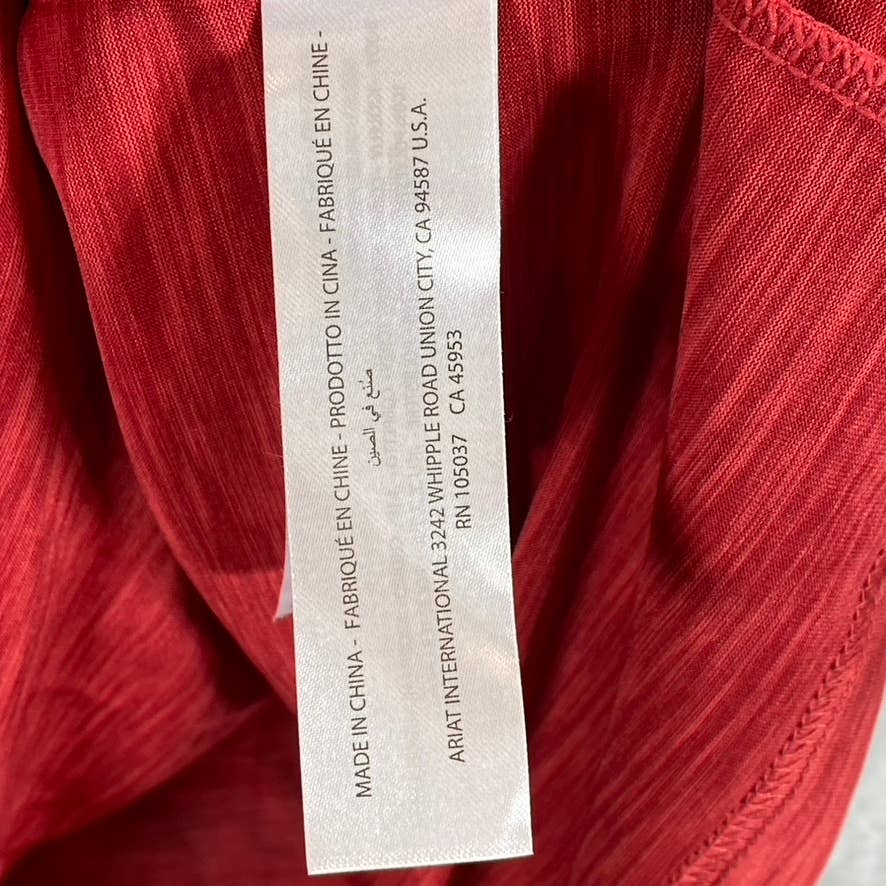 MADE IN CHINA - FABRIQUÉ EN CHINE - PRODOTTO IN CINA - FABRIQUÉ EN CHINE -
صُنع في الصين
ARIAT INTERNATIONAL 3242 WHIPPLE ROAD UNION CITY, CA 94587 U.S.A.
RN 105037 CA 45953